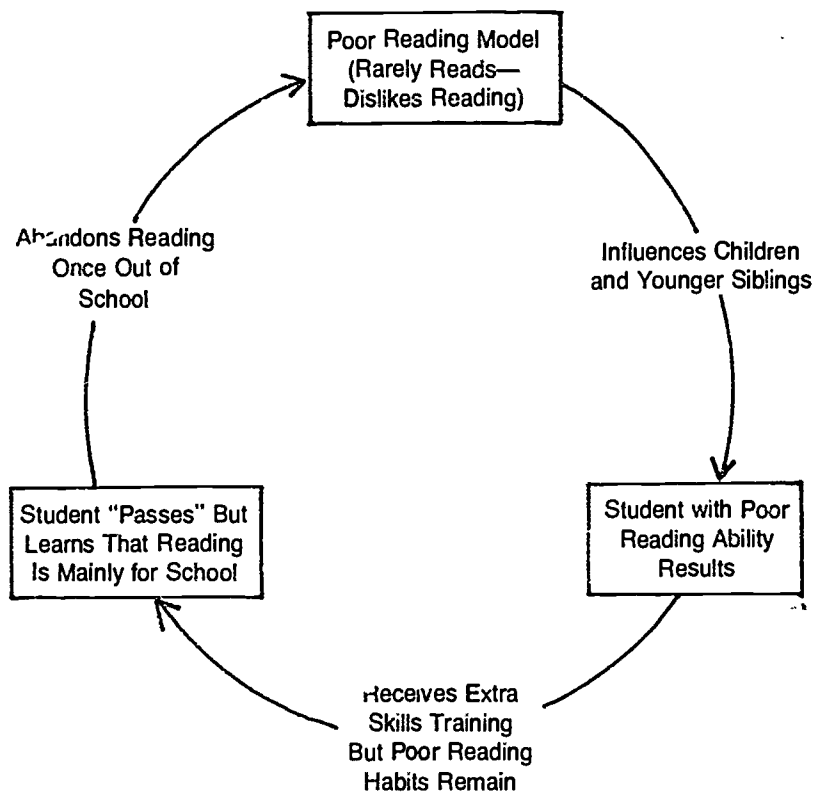 Poor Reading Model
(Rarely Reads—
Dislikes Reading)
Influences Children
and Younger Siblings
Student with Poor
Reading Ability
Results
Receives Extra
Skills Training
But Poor Reading
Habits Remain
Student "Passes" But
Learns That Reading
Is Mainly for School
Abandons Reading
Once Out of
School